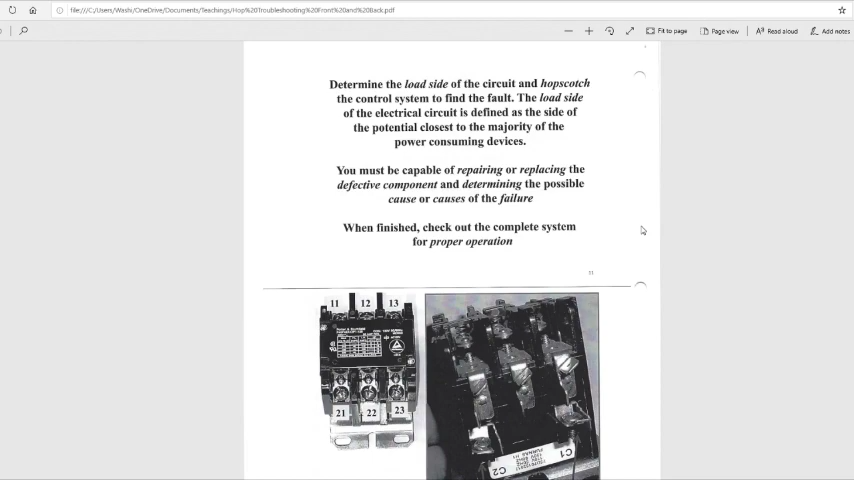 file:///C:/Users/Washi/OneDrive/Documents/Teachings/Hop%20Troubleshooting%20Front%20and%20Back.pdf
Fit to page
Page view
Read aloud
Add notes
Determine the load side of the circuit and hopscotch
the control system to find the fault. The load side
of the electrical circuit is defined as the side of
the potential closest to the majority of the
power consuming devices.
You must be capable of repairing or replacing the
defective component and determining the possible
cause or causes of the failure
When finished, check out the complete system
for proper operation
11
11 12 13
21 22 23
C1
C2